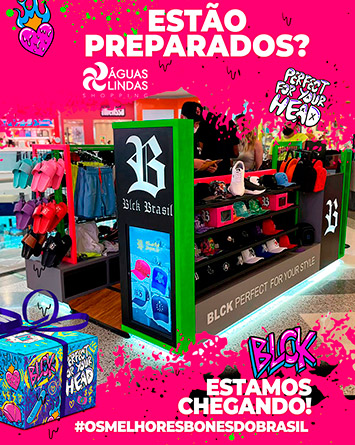 ESTÃO
PREPARADOS?
ÁGUAS
LINDAS
SHOPPING
PERFECT
FOR YOUR
HEAD
B
Blck Brasil
B
B
BLCK PERFECT FOR YOUR STYLE
BLCK
PERFECT
FOR YOUR
HEAD
ESTAMOS
CHEGANDO!
#OSMELHORESBONESDOBRASIL